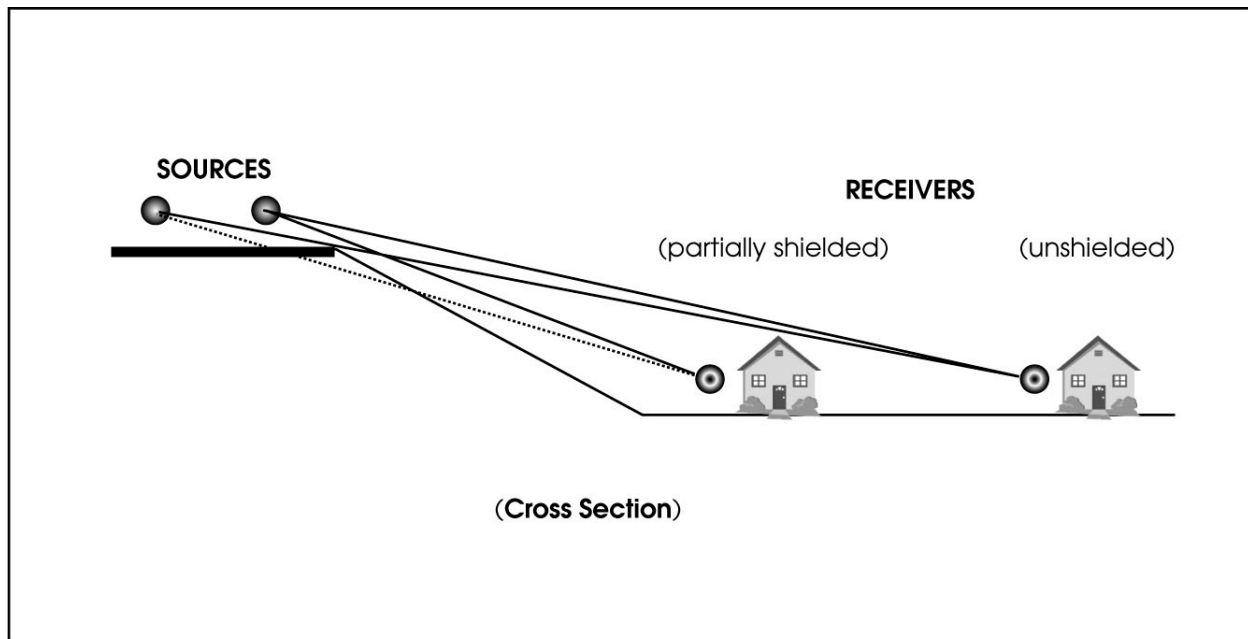 SOURCES
RECEIVERS
(partially shielded)
(unshielded)
(Cross Section)